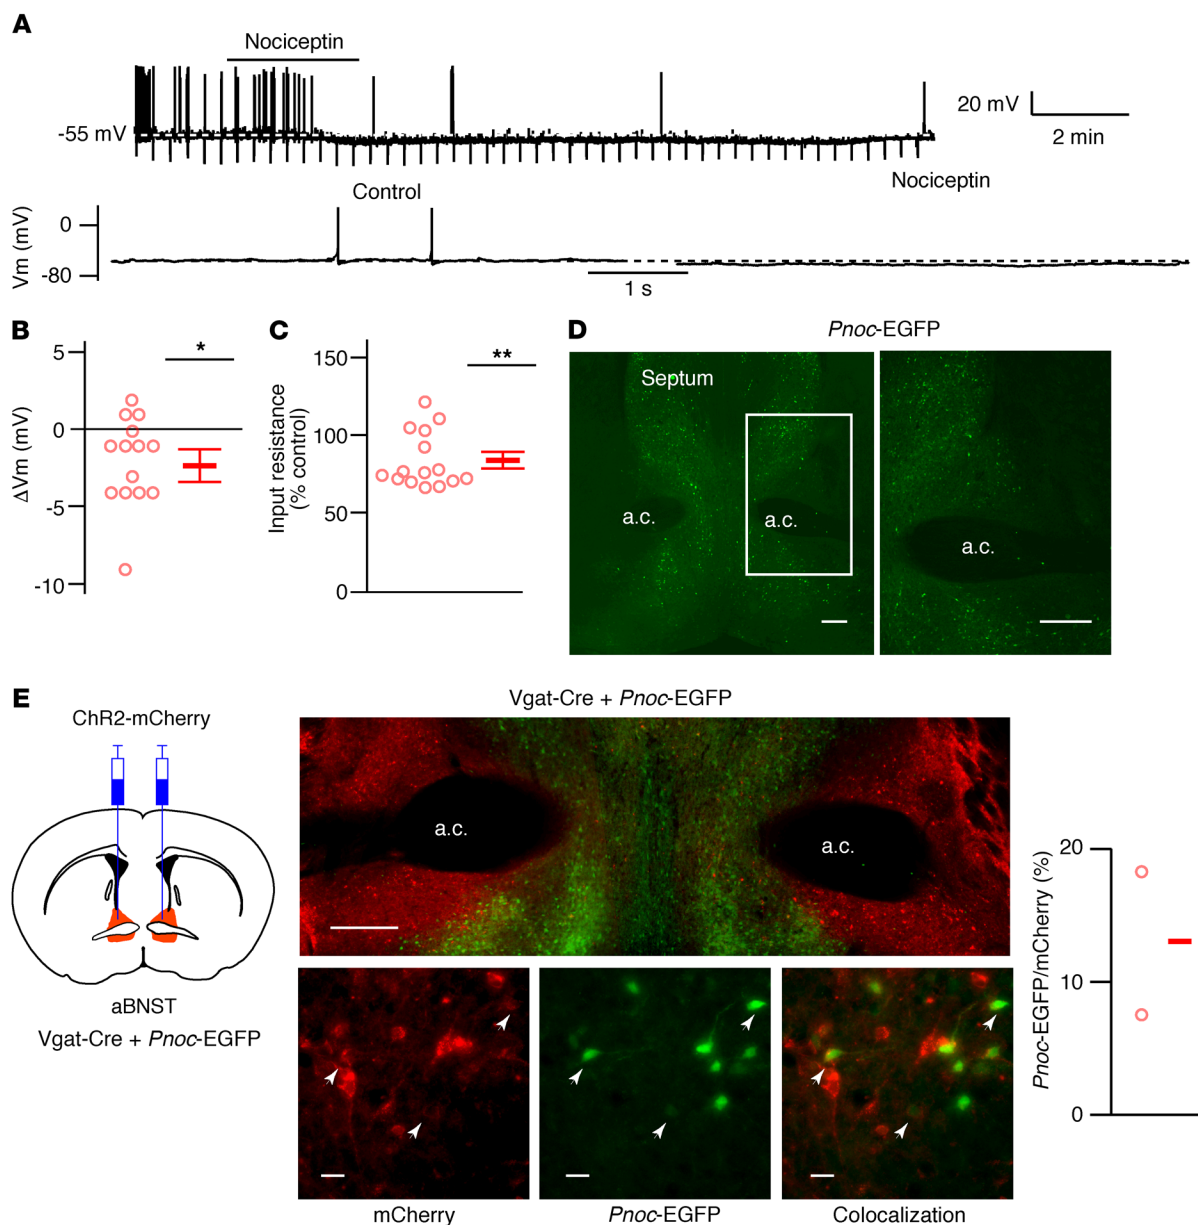 A
Nociceptin
-55 mV
20 mV
2 min
Nociceptin
Control
Vm (mV)
0
-80
1 s
B
ΔVm (mV)
5
0
-5
-10
*
C
Input resistance
(% control)
150
100
50
0
**
D
Pnoc-EGFP
Septum
a.c.
a.c.
a.c.
E
ChR2-mCherry
aBNST
Vgat-Cre + Pnoc-EGFP
Vgat-Cre + Pnoc-EGFP
a.c.
a.c.
mCherry
Pnoc-EGFP
Colocalization
Pnoc-EGFP/mCherry (%)
20
10
0